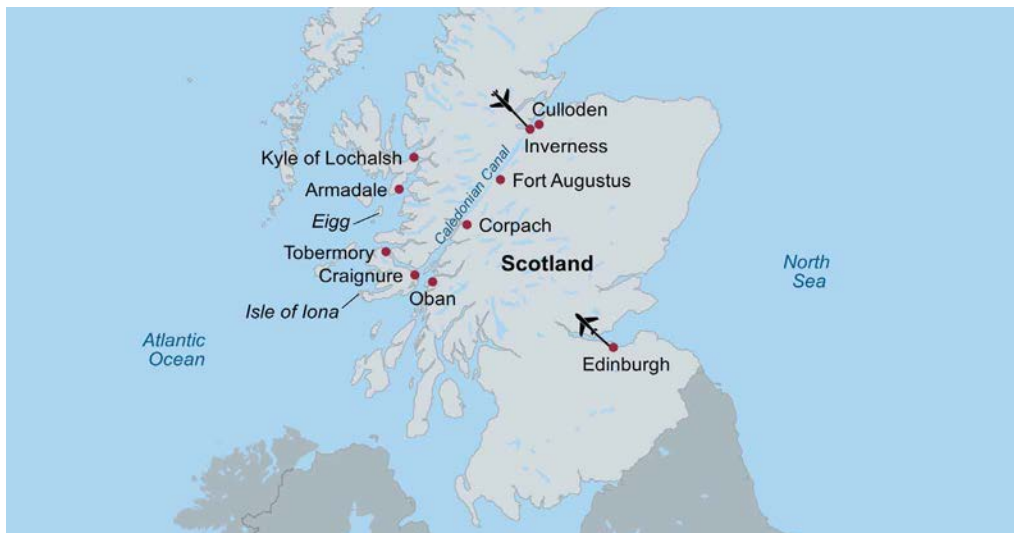 Culloden
Inverness
Kyle of Lochalsh
Fort Augustus
Armadale
Caledonian Canal
Eigg
Corpach
Tobermory
Scotland
Craignure
North
Sea
Oban
Isle of Iona
Atlantic
Ocean
Edinburgh